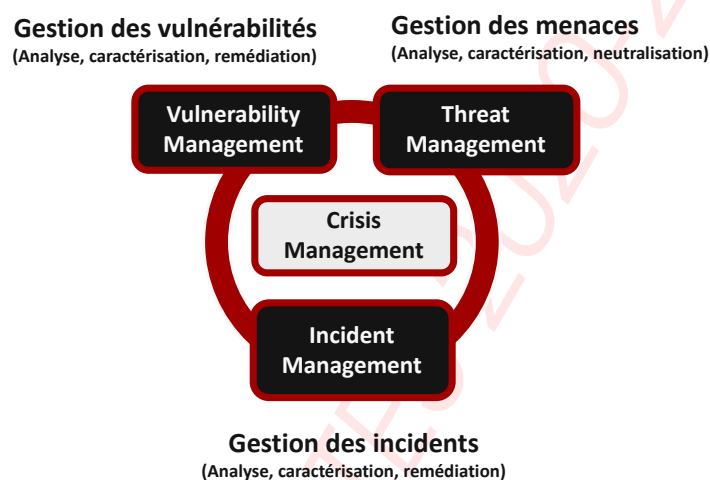 Gestion des vulnérabilités
(Analyse, caractérisation, remédiation)
Gestion des menaces
(Analyse, caractérisation, neutralisation)
Vulnerability
Management
Threat
Management
Crisis
Management
Incident
Management
Gestion des incidents
(Analyse, caractérisation, remédiation)